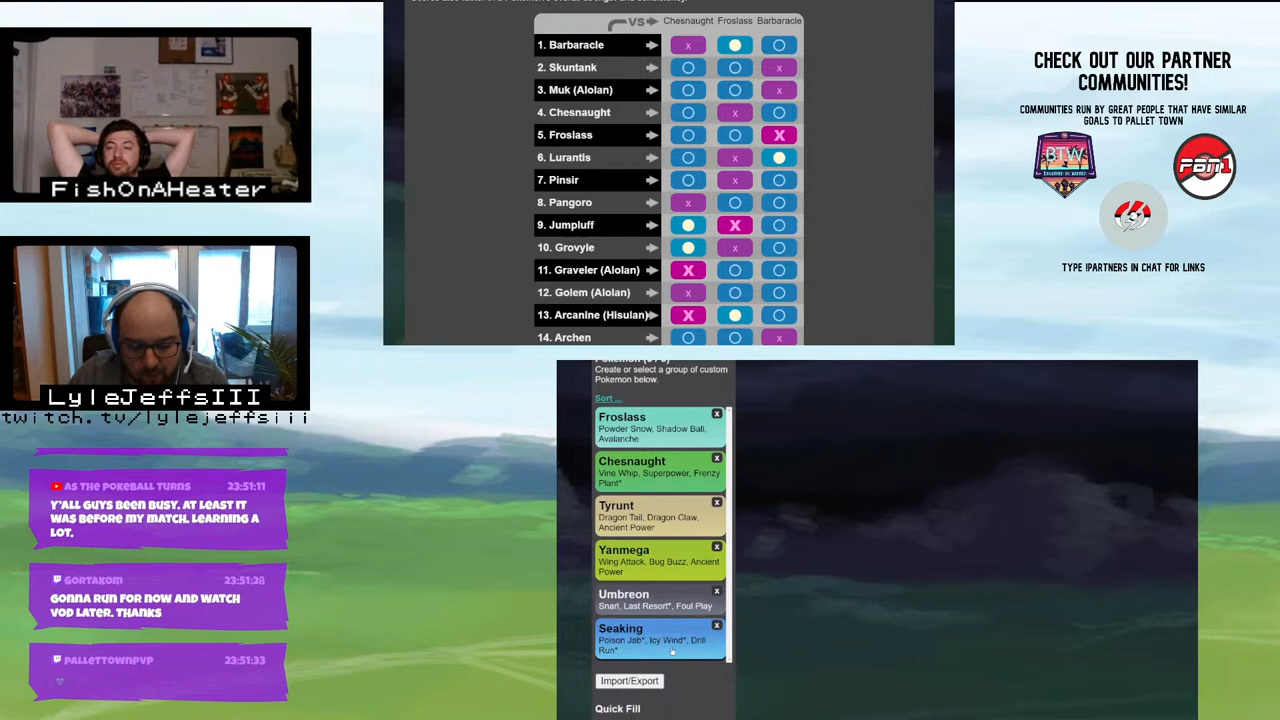 VS Chesnaught Froslass Barbaracle
1. Barbaracle x
2. Skuntank x
3. Muk (Alolan) x
4. Chesnaught x
5. Froslass X
6. Lurantis x
7. Pinsir x
8. Pangoro x
9. Jumpluff X
10. Grovyle x
11. Graveler (Alolan) X
12. Golem (Alolan) x
13. Arcanine (Hisuian) X
14. Archen x
FishOnAHeater
LyleJeffsIII
twitch.tv/lylejeffsiii
AS THE POKEBALL TURNS 23:51:11
Y'ALL GUYS BEEN BUSY. AT LEAST IT
WAS BEFORE MY MATCH. LEARNING A
LOT.
GORTAKOM 23:51:28
GONNA RUN FOR NOW AND WATCH
VOD LATER. THANKS
PALLETTOWNPVP 23:51:33
CHECK OUT OUR PARTNER
COMMUNITIES!
COMMUNITIES RUN BY GREAT PEOPLE THAT HAVE SIMILAR
GOALS TO PALLET TOWN
BTW
PBN1
TYPE !PARTNERS IN CHAT FOR LINKS
Create or select a group of custom
Pokemon below.
Sort ...
Froslass x
Powder Snow, Shadow Ball,
Avalanche
Chesnaught x
Vine Whip, Superpower, Frenzy
Plant*
Tyrunt x
Dragon Tail, Dragon Claw,
Ancient Power
Yanmega x
Wing Attack, Bug Buzz, Ancient
Power
Umbreon x
Snarl, Last Resort*, Foul Play
Seaking x
Poison Jab*, Icy Wind*, Drill
Run*
Import/Export
Quick Fill